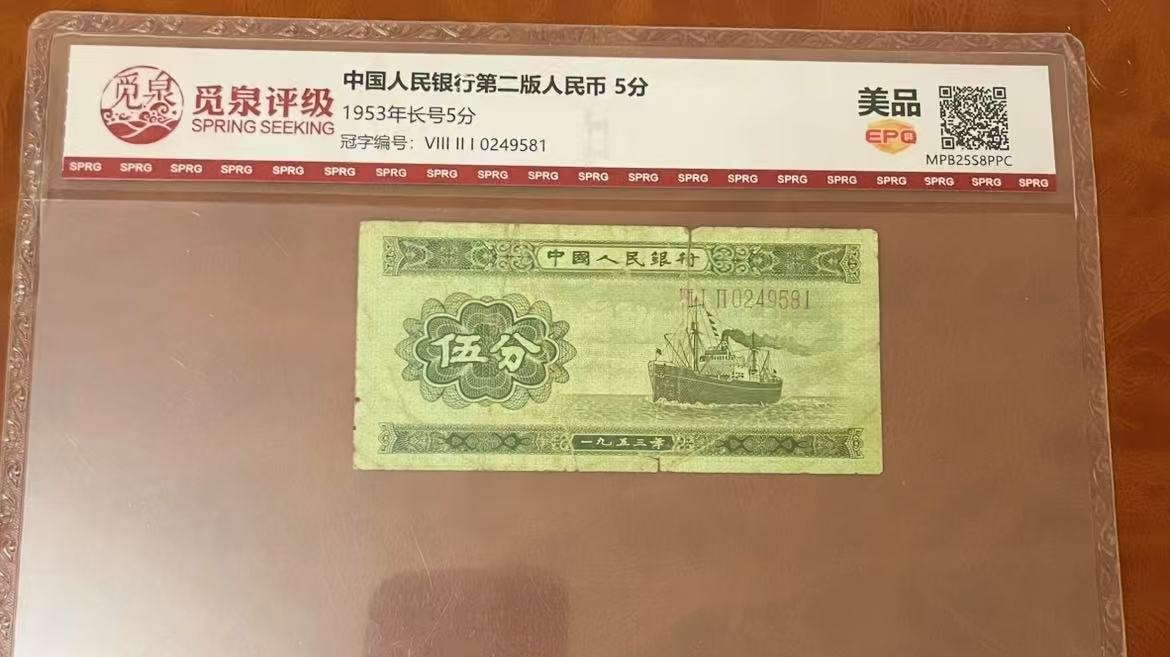 觅泉
觅泉评级
SPRING SEEKING
中国人民银行第二版人民币 5分
1953年长号5分
冠字编号： VIII II I 0249581
美品
EPQ
MPB25S8PPC
SPRG SPRG SPRG SPRG SPRG SPRG SPRG SPRG SPRG SPRG SPRG SPRG SPRG SPRG SPRG SPRG SPRG SPRG SPRG SPRG
中國人民銀行
0249581
伍分
一九五三年